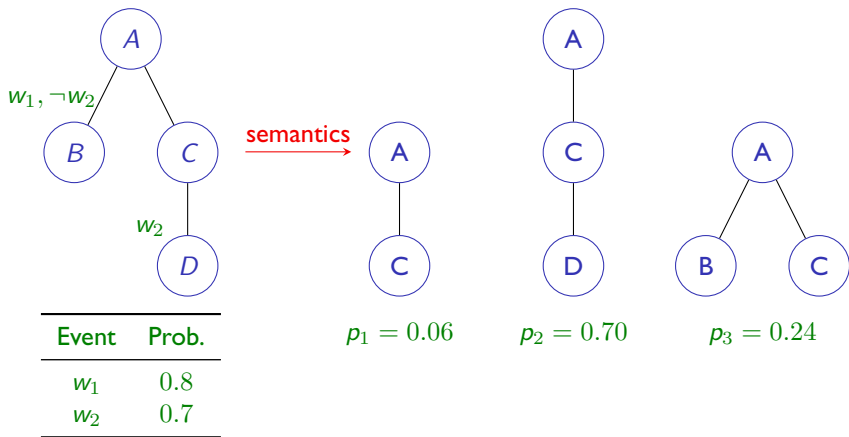 A
w₁, ¬w₂
B
C
w₂
D
Event Prob.
w₁ 0.8
w₂ 0.7
semantics
A
C
p₁ = 0.06
A
C
D
p₂ = 0.70
A
B C
p₃ = 0.24